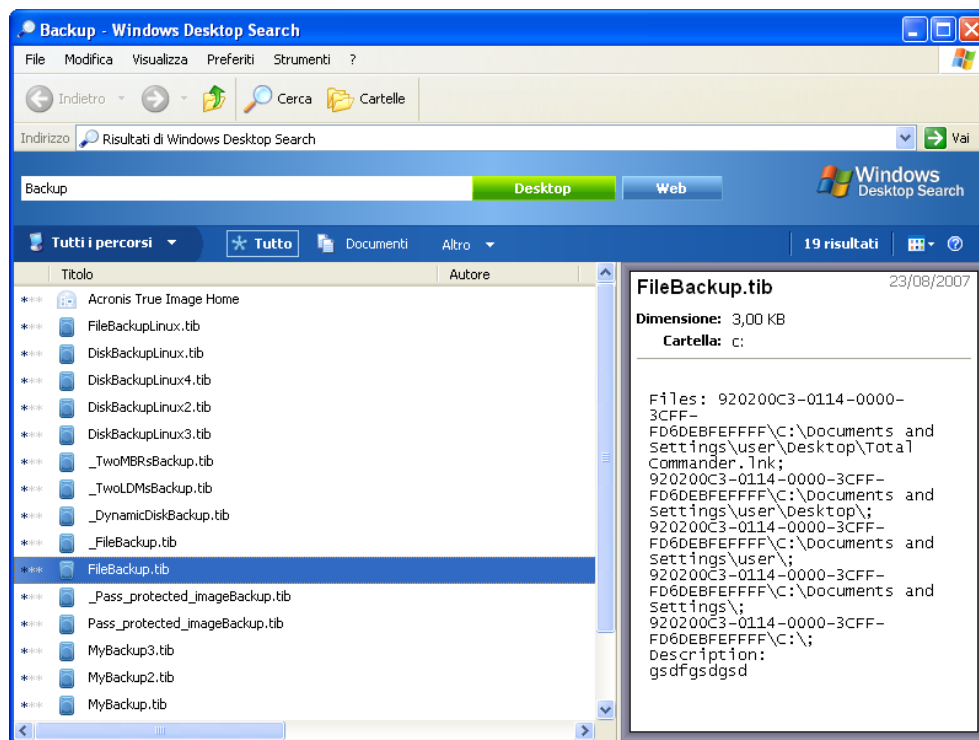 Backup - Windows Desktop Search
File Modifica Visualizza Preferiti Strumenti ?
Indietro Cerca Cartelle
Indirizzo Risultati di Windows Desktop Search Vai
Backup Desktop Web Windows Desktop Search
Tutti i percorsi Tutto Documenti Altro 19 risultati
Titolo Autore
Acronis True Image Home
FileBackupLinux.tib
DiskBackupLinux.tib
DiskBackupLinux4.tib
DiskBackupLinux2.tib
DiskBackupLinux3.tib
_TwoMBRsBackup.tib
_TwoLDMsBackup.tib
_DynamicDiskBackup.tib
_FileBackup.tib
FileBackup.tib
_Pass_protected_imageBackup.tib
Pass_protected_imageBackup.tib
MyBackup3.tib
MyBackup2.tib
MyBackup.tib
FileBackup.tib 23/08/2007
Dimensione: 3,00 KB
Cartella: c:
Files: 920200C3-0114-0000-
3CFF-
FD6DEBFEFFFF\C:\Documents and
Settings\user\Desktop\Total
Commander.lnk;
920200C3-0114-0000-3CFF-
FD6DEBFEFFFF\C:\Documents and
Settings\user\Desktop\;
920200C3-0114-0000-3CFF-
FD6DEBFEFFFF\C:\Documents and
Settings\user\;
920200C3-0114-0000-3CFF-
FD6DEBFEFFFF\C:\Documents and
Settings\;
920200C3-0114-0000-3CFF-
FD6DEBFEFFFF\C:\;
Description:
gsdfgsdgsd